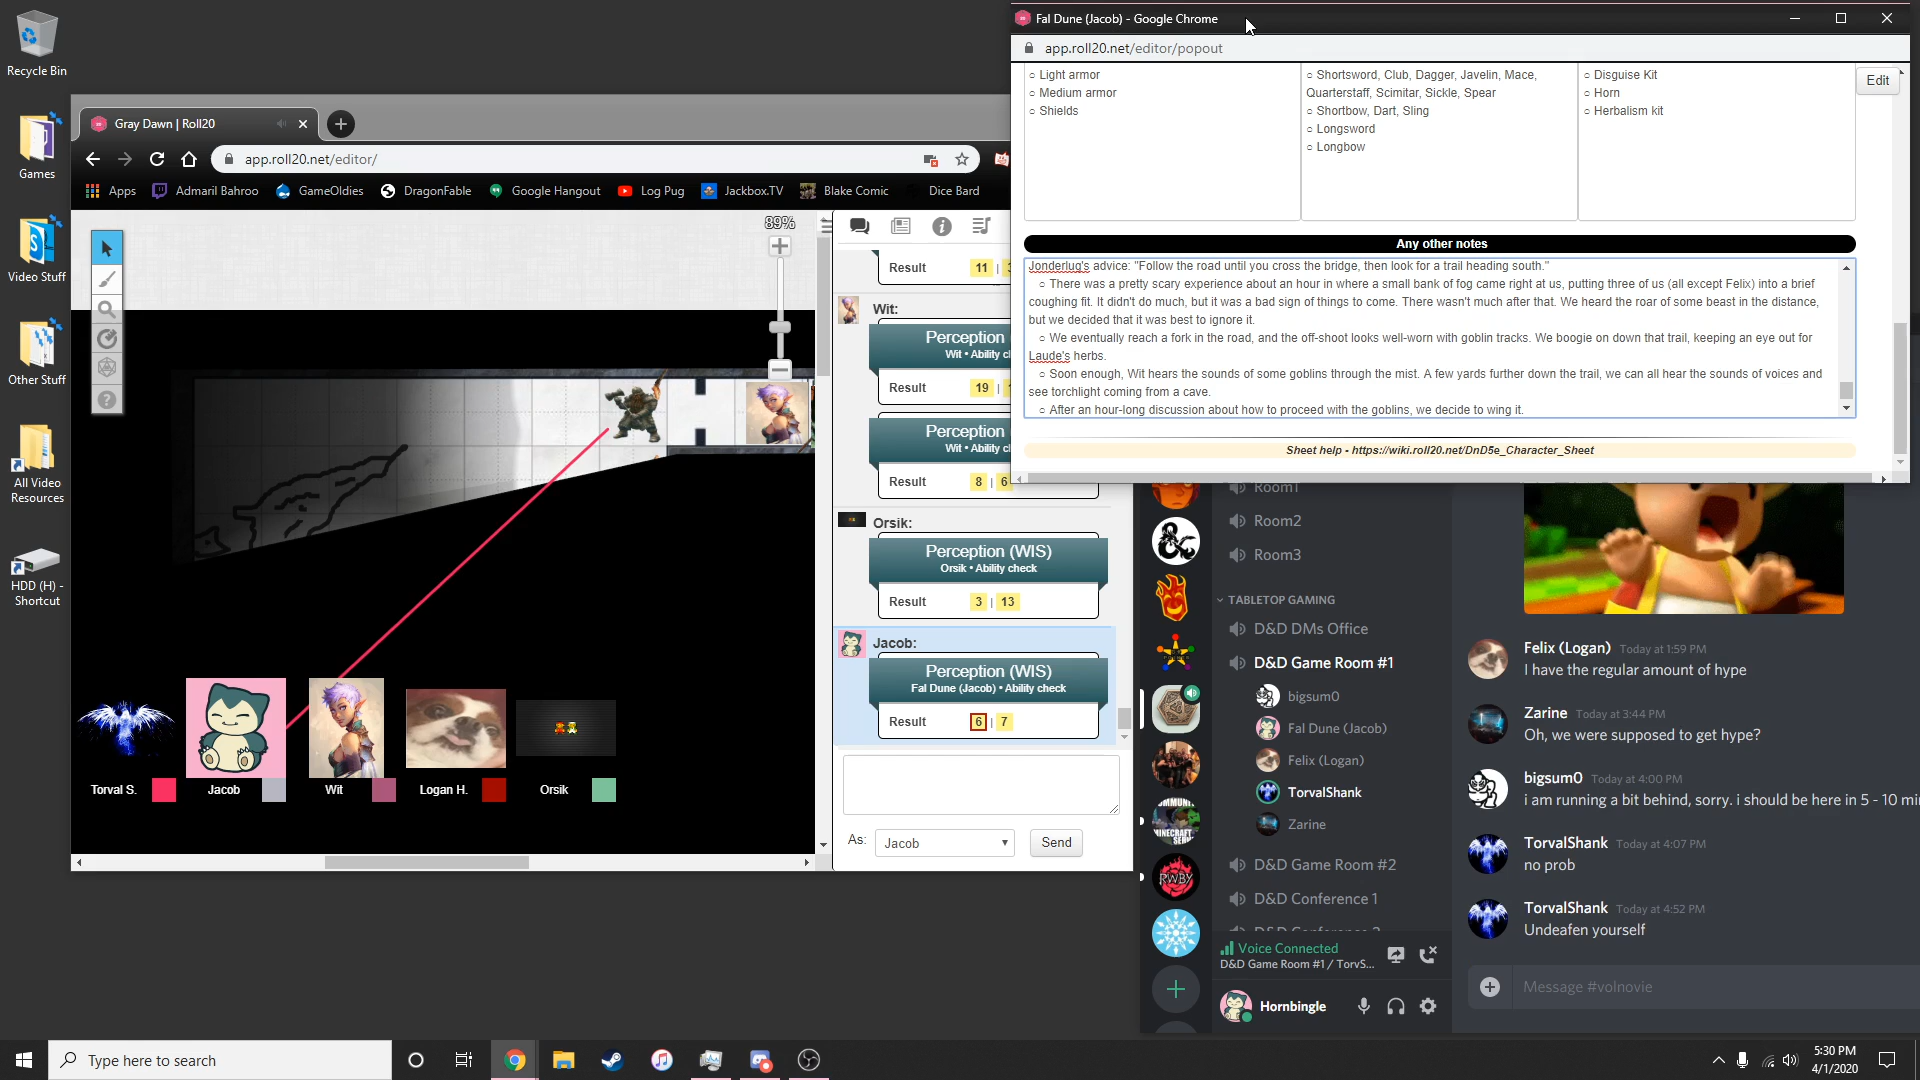 Recycle Bin
Games
Video Stuff
Other Stuff
All Video
Resources
HDD (H) -
Shortcut
Gray Dawn | Roll20
app.roll20.net/editor/
Apps
Admaril Bahroo
GameOldies
DragonFable
Google Hangout
Log Pug
Jackbox.TV
Blake Comic
Dice Bard
89%
Torval S.
Jacob
Wit
Logan H.
Orsik
Result 11 |
Wit:
Perception
Wit • Ability
Result 19 |
Perception
Wit • Ability
Result 8 | 6
Orsik:
Perception (WIS)
Orsik • Ability check
Result 3 | 13
Jacob:
Perception (WIS)
Fal Dune (Jacob) • Ability check
Result 6 | 7
As: Jacob
Send
Fal Dune (Jacob) - Google Chrome
app.roll20.net/editor/popout
Edit
Light armor
Medium armor
Shields
Shortsword, Club, Dagger, Javelin, Mace,
Quarterstaff, Scimitar, Sickle, Spear
Shortbow, Dart, Sling
Longsword
Longbow
Disguise Kit
Horn
Herbalism kit
Any other notes
Jonderlug's advice: "Follow the road until you cross the bridge, then look for a trail heading south."
There was a pretty scary experience about an hour in where a small bank of fog came right at us, putting three of us (all except Felix) into a brief
coughing fit. It didn't do much, but it was a bad sign of things to come. There wasn't much after that. We heard the roar of some beast in the distance,
but we decided that it was best to ignore it.
We eventually reach a fork in the road, and the off-shoot looks well-worn with goblin tracks. We boogie on down that trail, keeping an eye out for
Laude's herbs.
Soon enough, Wit hears the sounds of some goblins through the mist. A few yards further down the trail, we can all hear the sounds of voices and
see torchlight coming from a cave.
After an hour-long discussion about how to proceed with the goblins, we decide to wing it.
Sheet help - https://wiki.roll20.net/DnD5e_Character_Sheet
Room1
Room2
Room3
TABLETOP GAMING
D&D DMs Office
D&D Game Room #1
bigsum0
Fal Dune (Jacob)
Felix (Logan)
TorvalShank
Zarine
D&D Game Room #2
D&D Conference 1
Voice Connected
D&D Game Room #1 / TorvS...
Hornbingle
MINECRAFT
RWBY
Felix (Logan) Today at 1:59 PM
I have the regular amount of hype
Zarine Today at 3:44 PM
Oh, we were supposed to get hype?
bigsum0 Today at 4:00 PM
i am running a bit behind, sorry. i should be here in 5 - 10
TorvalShank Today at 4:07 PM
no prob
TorvalShank Today at 4:52 PM
Undeafen yourself
Message #volnovie
Type here to search
5:30 PM
4/1/2020